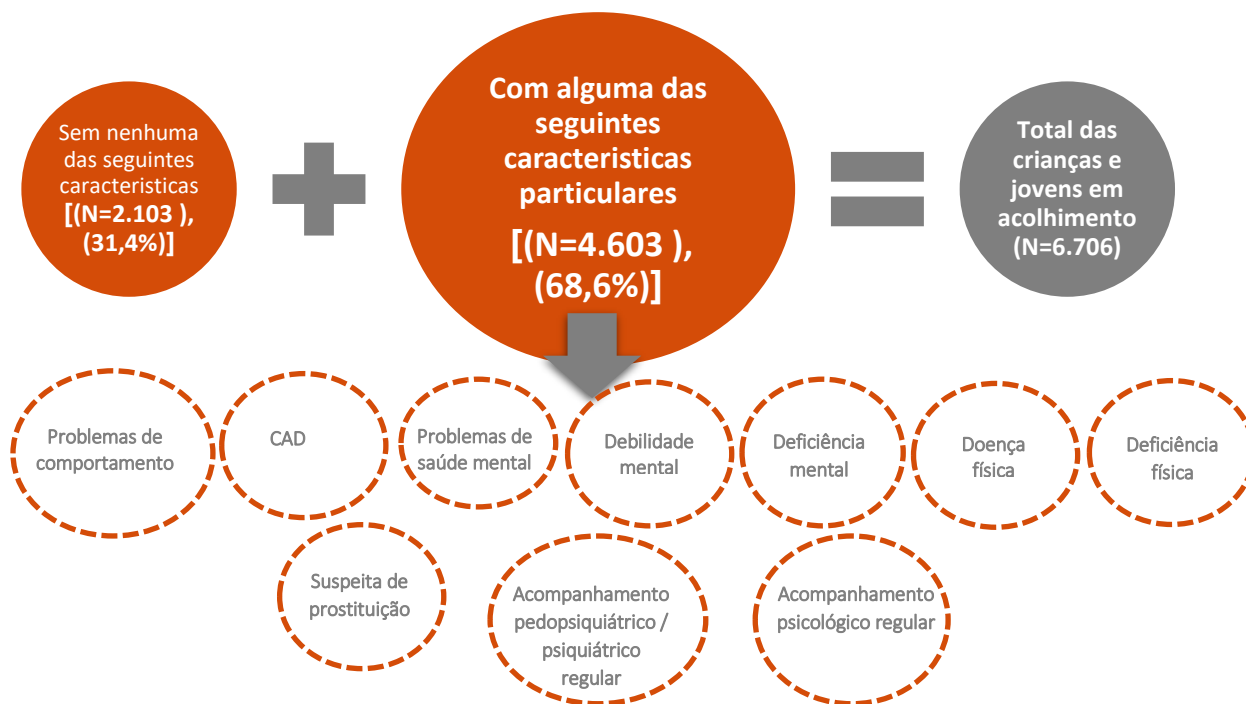 Sem nenhuma
das seguintes
caracteristicas
[(N=2.103 ),
(31,4%)]
Com alguma das
seguintes
caracteristicas
particulares
[(N=4.603 ),
(68,6%)]
Total das
crianças e
jovens em
acolhimento
(N=6.706)
Problemas de
comportamento
CAD
Problemas de
saúde mental
Debilidade
mental
Deficiência
mental
Doença
física
Deficiência
física
Suspeita de
prostituição
Acompanhamento
pedopsiquiátrico /
psiquiátrico
regular
Acompanhamento
psicológico regular